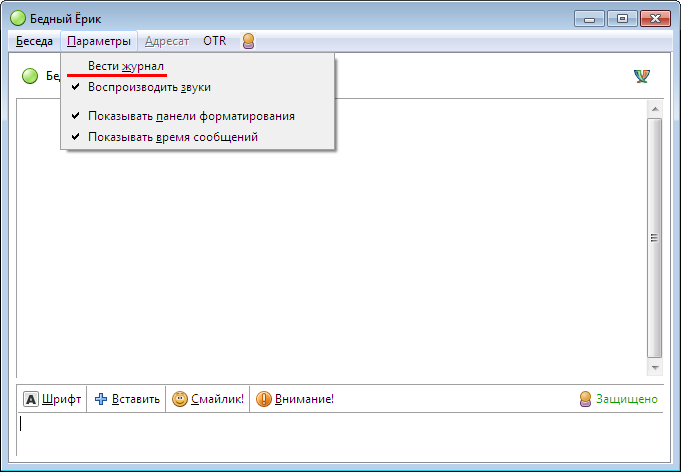 Бедный Ёрик
Беседа Параметры Адресат OTR
Вести журнал
Бед
Воспроизводить звуки
Показывать панели форматирования
Показывать время сообщений
Шрифт Вставить Смайлик! Внимание! Защищено